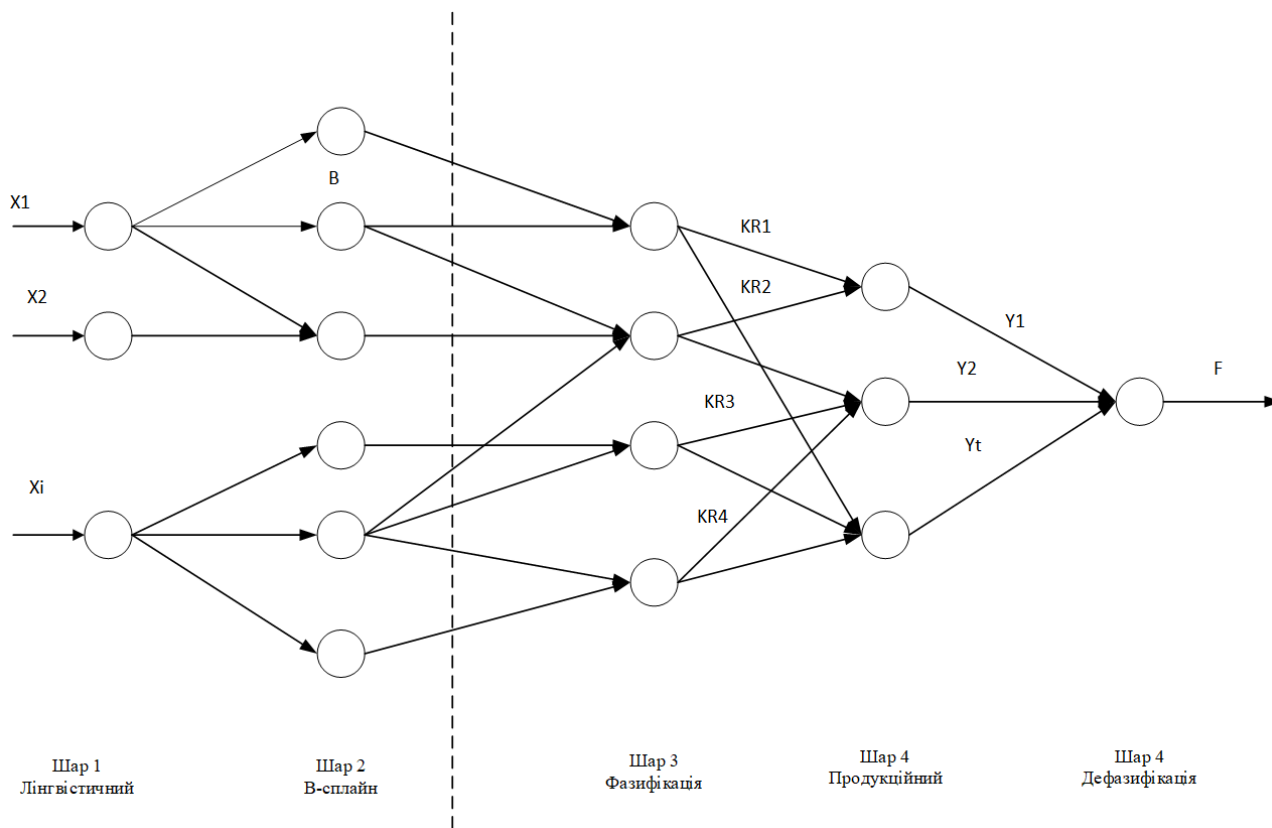 B
X1
KR1
KR2
X2
Y1
Y2
F
KR3
Yt
Xi
KR4
Шар 1
Лінгвістичний
Шар 2
В-сплайн
Шар 3
Фазифікація
Шар 4
Продукційний
Шар 4
Дефазифікація